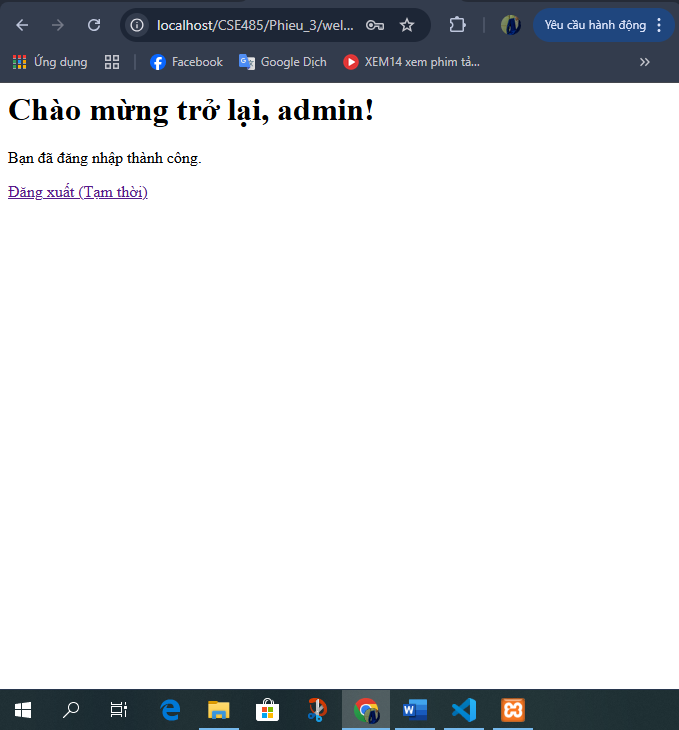 localhost/CSE485/Phieu_3/wel...
Yêu cầu hành động
Ứng dụng
Facebook
Google Dịch
XEM14 xem phim tả...
Chào mừng trở lại, admin!
Bạn đã đăng nhập thành công.
Đăng xuất (Tạm thời)